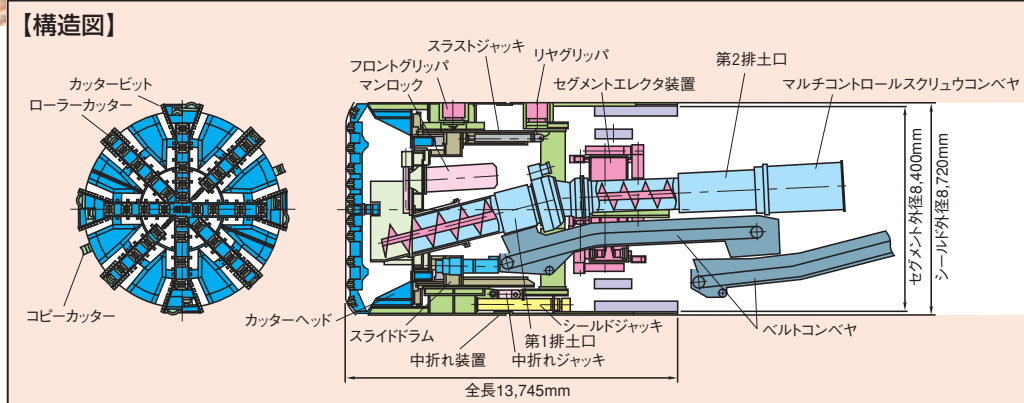 【構造図】
スラストジャッキ
リヤグリッパ
フロントグリッパ
第2排土口
カッタービット
マンロック
セグメントエレクタ装置
マルチコントロールスクリュウコンベヤ
ローラーカッター
セグメント外径8,400mm
シールド外径8,720mm
コピーカッター
カッターヘッド
スライドドラム
シールドジャッキ
ベルトコンベヤ
第1排土口
中折れ装置
中折れジャッキ
全長13,745mm